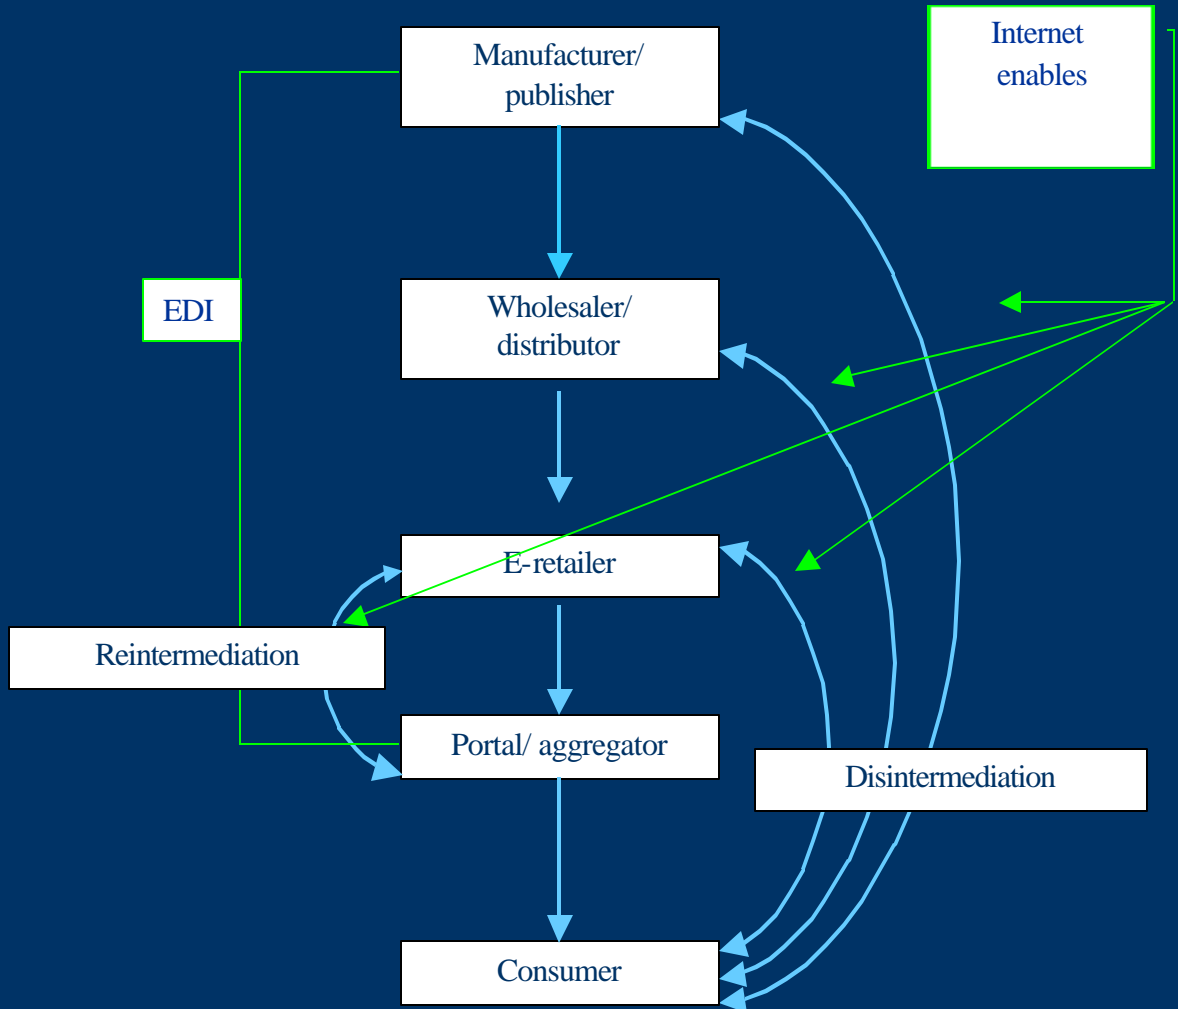 Manufacturer/
publisher
Internet
enables
EDI
Wholesaler/
distributor
E-retailer
Reintermediation
Portal/ aggregator
Disintermediation
Consumer